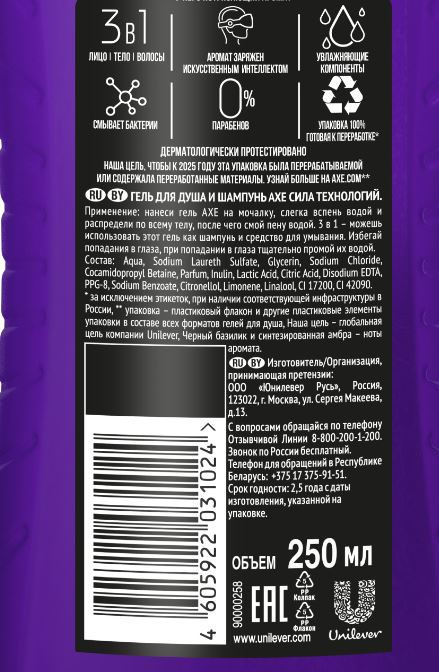 3в1
ЛИЦО | ТЕЛО | ВОЛОСЫ
АРОМАТ ЗАРЯЖЕН
ИСКУССТВЕННЫМ ИНТЕЛЛЕКТОМ
УВЛАЖНЯЮЩИЕ
КОМПОНЕНТЫ
СМЫВАЕТ БАКТЕРИИ
0%
ПАРАБЕНОВ
УПАКОВКА 100%
ГОТОВАЯ К ПЕРЕРАБОТКЕ*
ДЕРМАТОЛОГИЧЕСКИ ПРОТЕСТИРОВАНО
НАША ЦЕЛЬ, ЧТОБЫ К 2025 ГОДУ ЭТА УПАКОВКА БЫЛА ПЕРЕРАБАТЫВАЕМОЙ
ИЛИ СОДЕРЖАЛА ПЕРЕРАБОТАННЫЕ МАТЕРИАЛЫ. УЗНАЙ БОЛЬШЕ НА AXE.COM**
RU BY ГЕЛЬ ДЛЯ ДУША И ШАМПУНЬ AXE СИЛА ТЕХНОЛОГИЙ.
Применение: нанеси гель AXE на мочалку, слегка вспень водой и
распредели по всему телу, после чего смой пену водой. 3 в 1 – можешь
использовать этот гель как шампунь и средство для умывания. Избегай
попадания в глаза, при попадании в глаза тщательно промой их водой.
Состав: Aqua, Sodium Laureth Sulfate, Glycerin, Sodium Chloride,
Cocamidopropyl Betaine, Parfum, Inulin, Lactic Acid, Citric Acid, Disodium EDTA,
PPG-8, Sodium Benzoate, Citronellol, Limonene, Linalool, CI 17200, CI 42090.
* за исключением этикеток, при наличии соответствующей инфраструктуры в
России, ** упаковка – пластиковый флакон и другие пластиковые элементы
упаковки в составе всех форматов гелей для душа, Наша цель – глобальная
цель компании Unilever, Черный базилик и синтезированная амбра – ноты
аромата.
RU BY Изготовитель/Организация,
принимающая претензии:
ООО «Юнилевер Русь», Россия,
123022, г. Москва, ул. Сергея Макеева,
д.13.
С вопросами обращайся по телефону
Отзывчивой Линии 8-800-200-1-200.
Звонок по России бесплатный.
Телефон для обращений в Республике
Беларусь: +375 17 375-91-51.
Срок годности: 2,5 года с даты
изготовления, указанной на
упаковке.
4 605922 031024 >
ОБЪЕМ 250 мл
90000258
EAC
5
PP
Колпак
5
PP
Флакон
Unilever
www.unilever.com